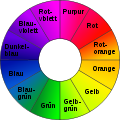 Purpur
Rot
Rot-
orange
Orange
Gelb
Gelb-
grün
Grün
Blau-
grün
Blau
Dunkel-
blau
Blau-
violett
Rot-
violett